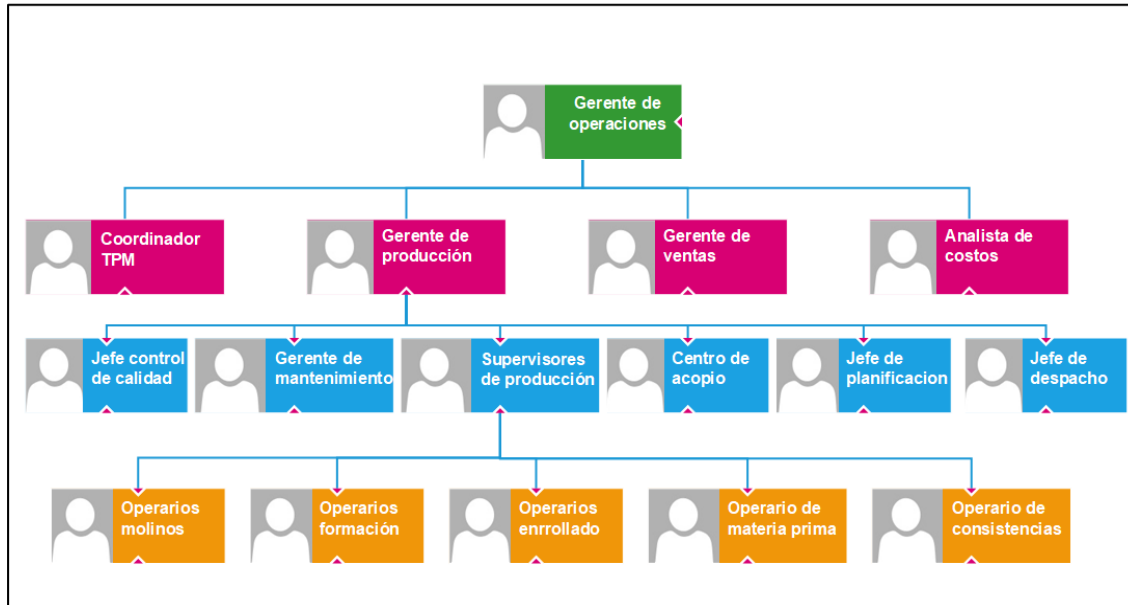 Gerente de
operaciones
Coordinador
TPM
Gerente de
producción
Gerente de
ventas
Analista de
costos
Jefe control
de calidad
Gerente de
mantenimiento
Supervisores
de producción
Centro de
acopio
Jefe de
planificacion
Jefe de
despacho
Operarios
molinos
Operarios
formación
Operarios
enrrollado
Operario de
materia prima
Operario de
consistencias